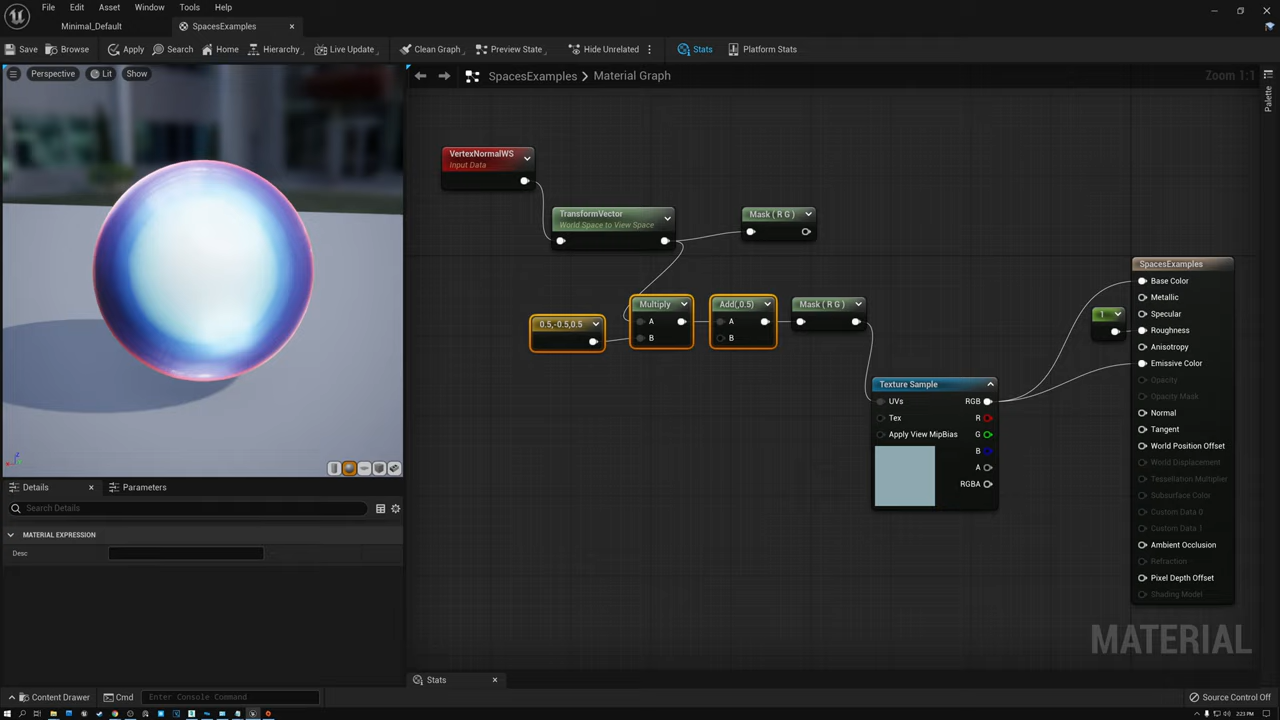 File Edit Asset Window Tools Help
Minimal_Default SpacesExamples
Save Browse Apply Search Home Hierarchy Live Update Clean Graph Preview State Hide Unrelated Stats Platform Stats
Perspective Lit Show
SpacesExamples > Material Graph
Zoom 1:1
Palette
VertexNormalWS
Input Data
TransformVector
World Space to View Space
Mask ( R G )
0.5,-0.5,0.5
Multiply
A
B
Add(,0.5)
A
B
Mask ( R G )
Texture Sample
UVs RGB
Tex R
Apply View MipBias G
B
A
RGBA
1
SpacesExamples
Base Color
Metallic
Specular
Roughness
Anisotropy
Emissive Color
Opacity
Opacity Mask
Normal
Tangent
World Position Offset
World Displacement
Tessellation Multiplier
Subsurface Color
Custom Data 0
Custom Data 1
Ambient Occlusion
Refraction
Pixel Depth Offset
Shading Model
MATERIAL
Details Parameters
Search Details
MATERIAL EXPRESSION
Desc
Stats
Content Drawer Cmd Enter Console Command
Source Control Off
2:23 PM